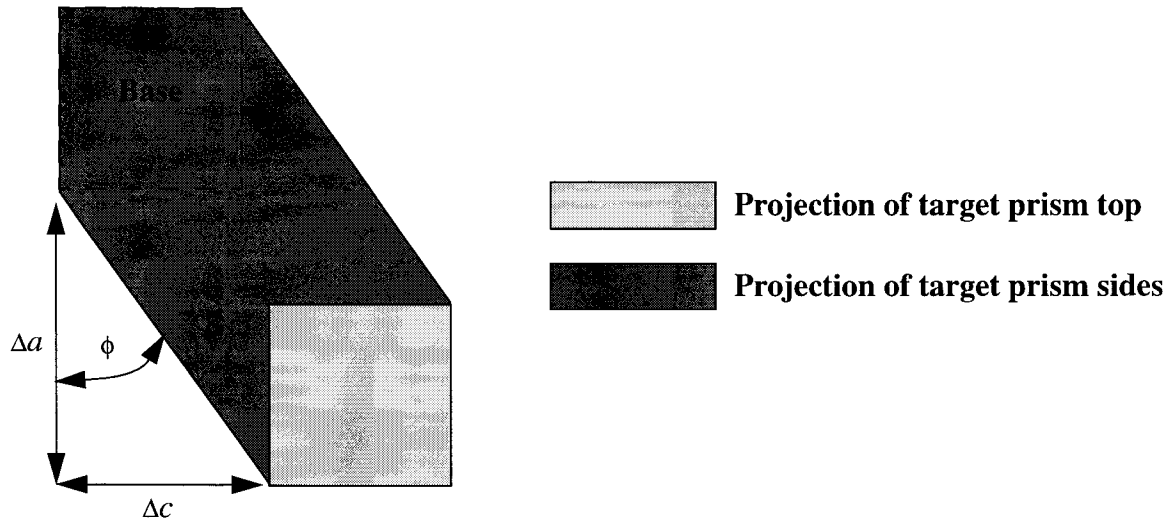 Base
Projection of target prism top
Projection of target prism sides
Δa
ϕ
Δc